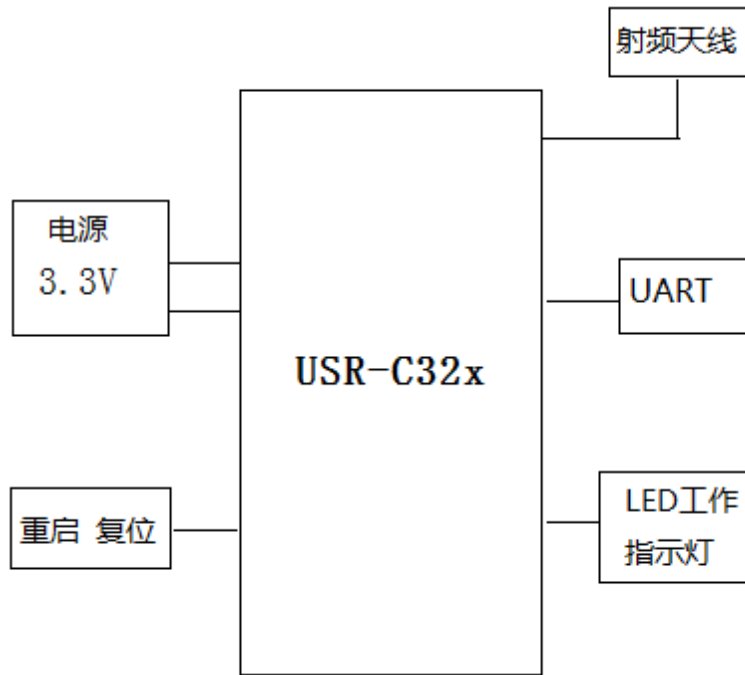 射频天线
电源
3.3V
UART
USR-C32x
重启 复位
LED工作
指示灯